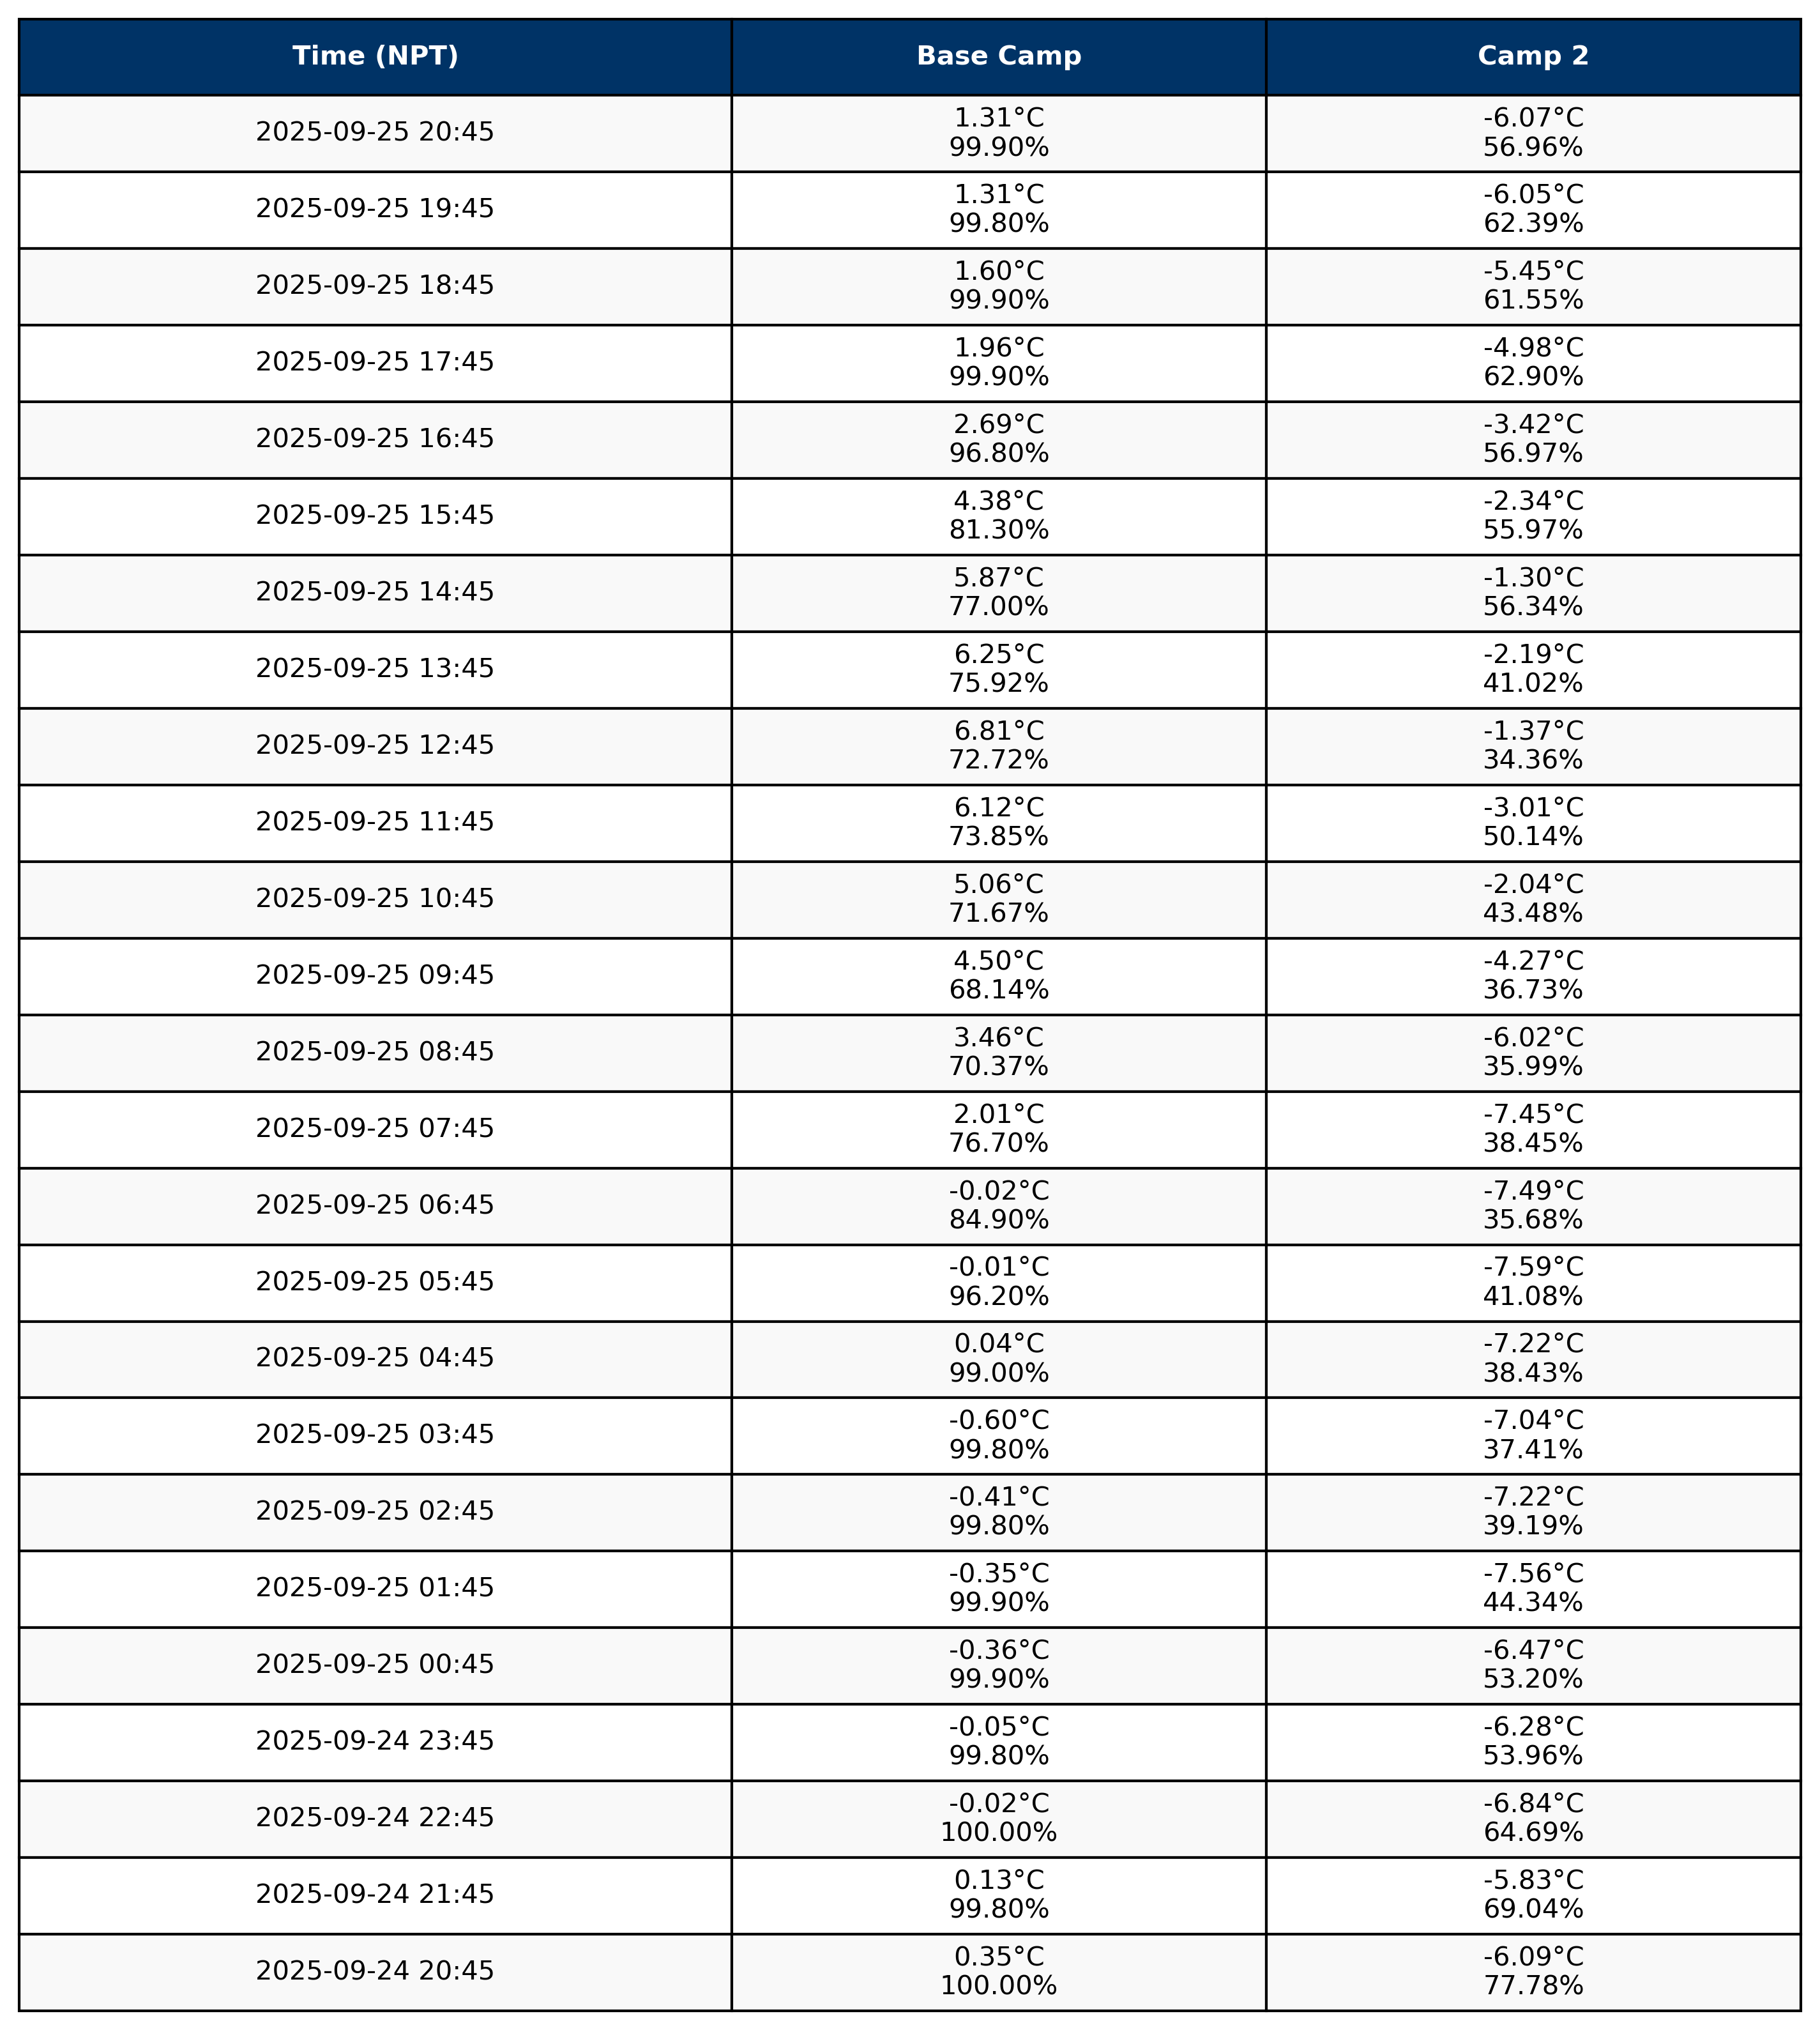 Time (NPT) Base Camp Camp 2
2025-09-25 20:45 1.31°C -6.07°C
99.90% 56.96%
2025-09-25 19:45 1.31°C -6.05°C
99.80% 62.39%
2025-09-25 18:45 1.60°C -5.45°C
99.90% 61.55%
2025-09-25 17:45 1.96°C -4.98°C
99.90% 62.90%
2025-09-25 16:45 2.69°C -3.42°C
96.80% 56.97%
2025-09-25 15:45 4.38°C -2.34°C
81.30% 55.97%
2025-09-25 14:45 5.87°C -1.30°C
77.00% 56.34%
2025-09-25 13:45 6.25°C -2.19°C
75.92% 41.02%
2025-09-25 12:45 6.81°C -1.37°C
72.72% 34.36%
2025-09-25 11:45 6.12°C -3.01°C
73.85% 50.14%
2025-09-25 10:45 5.06°C -2.04°C
71.67% 43.48%
2025-09-25 09:45 4.50°C -4.27°C
68.14% 36.73%
2025-09-25 08:45 3.46°C -6.02°C
70.37% 35.99%
2025-09-25 07:45 2.01°C -7.45°C
76.70% 38.45%
2025-09-25 06:45 -0.02°C -7.49°C
84.90% 35.68%
2025-09-25 05:45 -0.01°C -7.59°C
96.20% 41.08%
2025-09-25 04:45 0.04°C -7.22°C
99.00% 38.43%
2025-09-25 03:45 -0.60°C -7.04°C
99.80% 37.41%
2025-09-25 02:45 -0.41°C -7.22°C
99.80% 39.19%
2025-09-25 01:45 -0.35°C -7.56°C
99.90% 44.34%
2025-09-25 00:45 -0.36°C -6.47°C
99.90% 53.20%
2025-09-24 23:45 -0.05°C -6.28°C
99.80% 53.96%
2025-09-24 22:45 -0.02°C -6.84°C
100.00% 64.69%
2025-09-24 21:45 0.13°C -5.83°C
99.80% 69.04%
2025-09-24 20:45 0.35°C -6.09°C
100.00% 77.78%